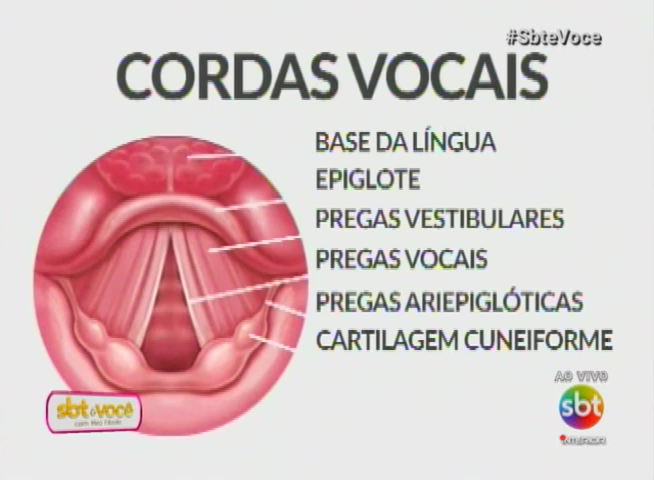 #SbteVoce
CORDAS VOCAIS
BASE DA LÍNGUA
EPIGLOTE
PREGAS VESTIBULARES
PREGAS VOCAIS
PREGAS ARIEPIGLÓTICAS
CARTILAGEM CUNEIFORME
sbt &você
AO VIVO
sbt
INTERIOR